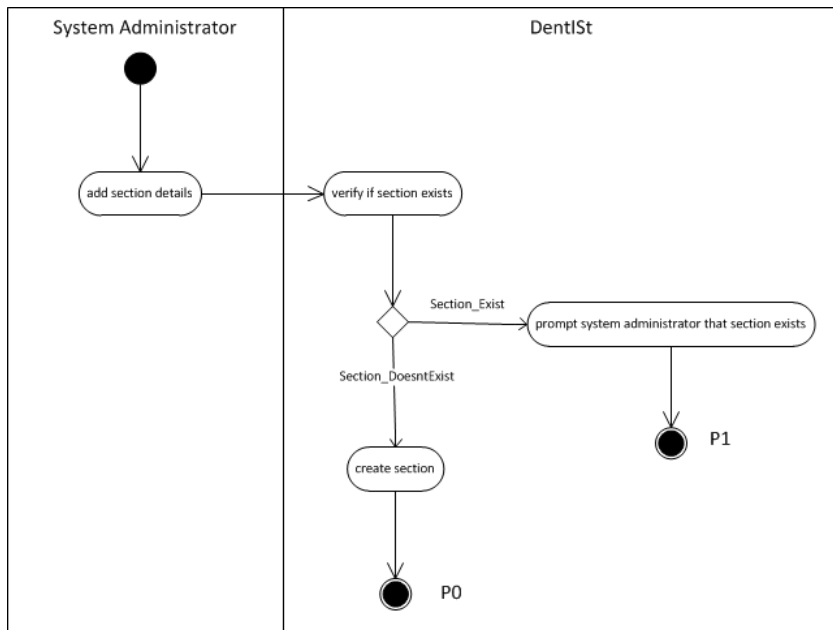 System Administrator
DentISt
add section details
verify if section exists
Section_Exist
prompt system administrator that section exists
Section_DoesntExist
P1
create section
P0